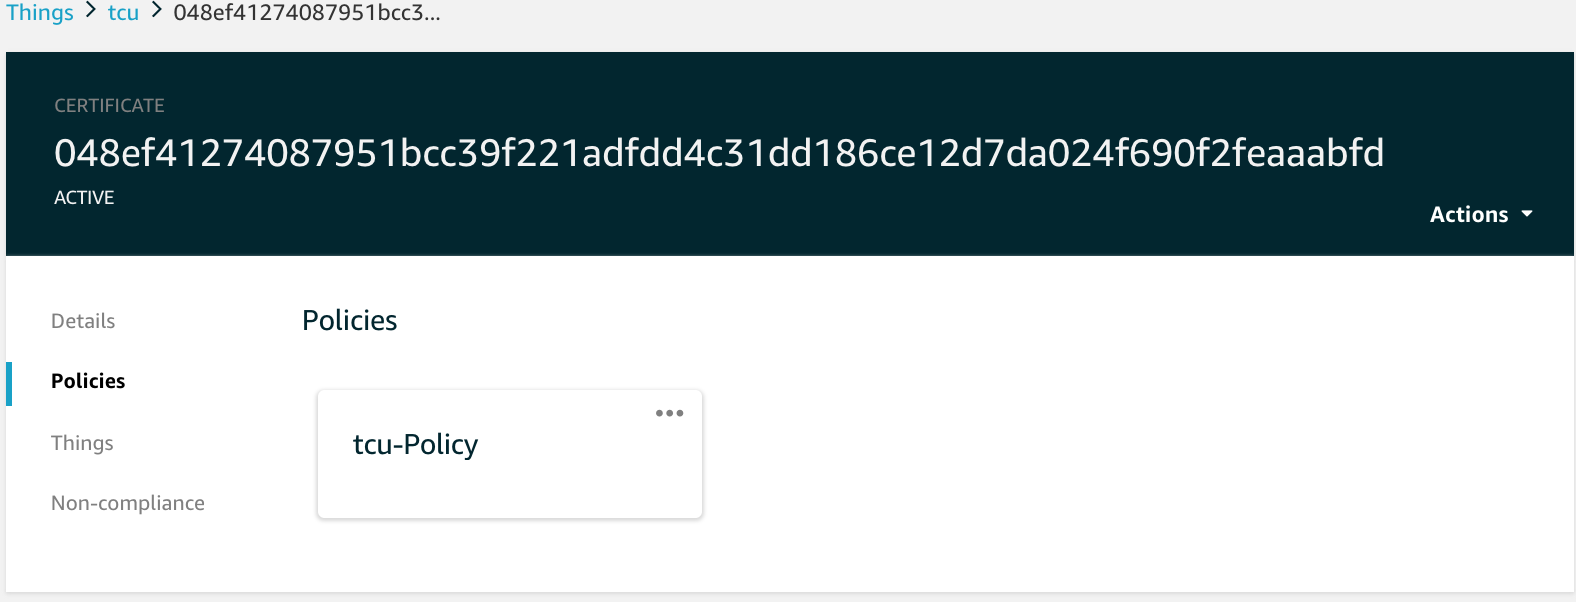 Things > tcu > 048ef41274087951bcc3...
CERTIFICATE
048ef41274087951bcc39f221adfdd4c31dd186ce12d7da024f690f2feaaabfd
ACTIVE
Actions
Details
Policies
Policies
tcu-Policy
Things
Non-compliance